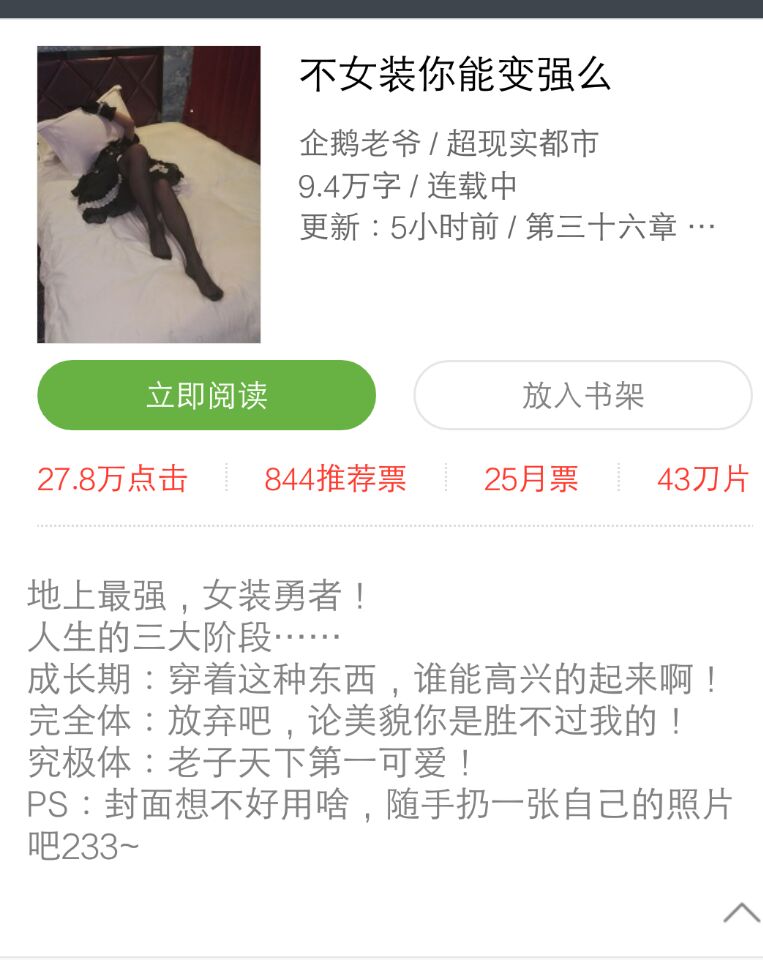 不女装你能变强么
企鹅老爷 / 超现实都市
9.4万字 / 连载中
更新：5小时前 / 第三十六章 …
立即阅读
放入书架
27.8万点击
844推荐票
25月票
43刀片
地上最强，女装勇者！
人生的三大阶段……
成长期：穿着这种东西，谁能高兴的起来啊！
完全体：放弃吧，论美貌你是胜不过我的！
究极体：老子天下第一可爱！
PS：封面想不好用啥，随手扔一张自己的照片
吧233~